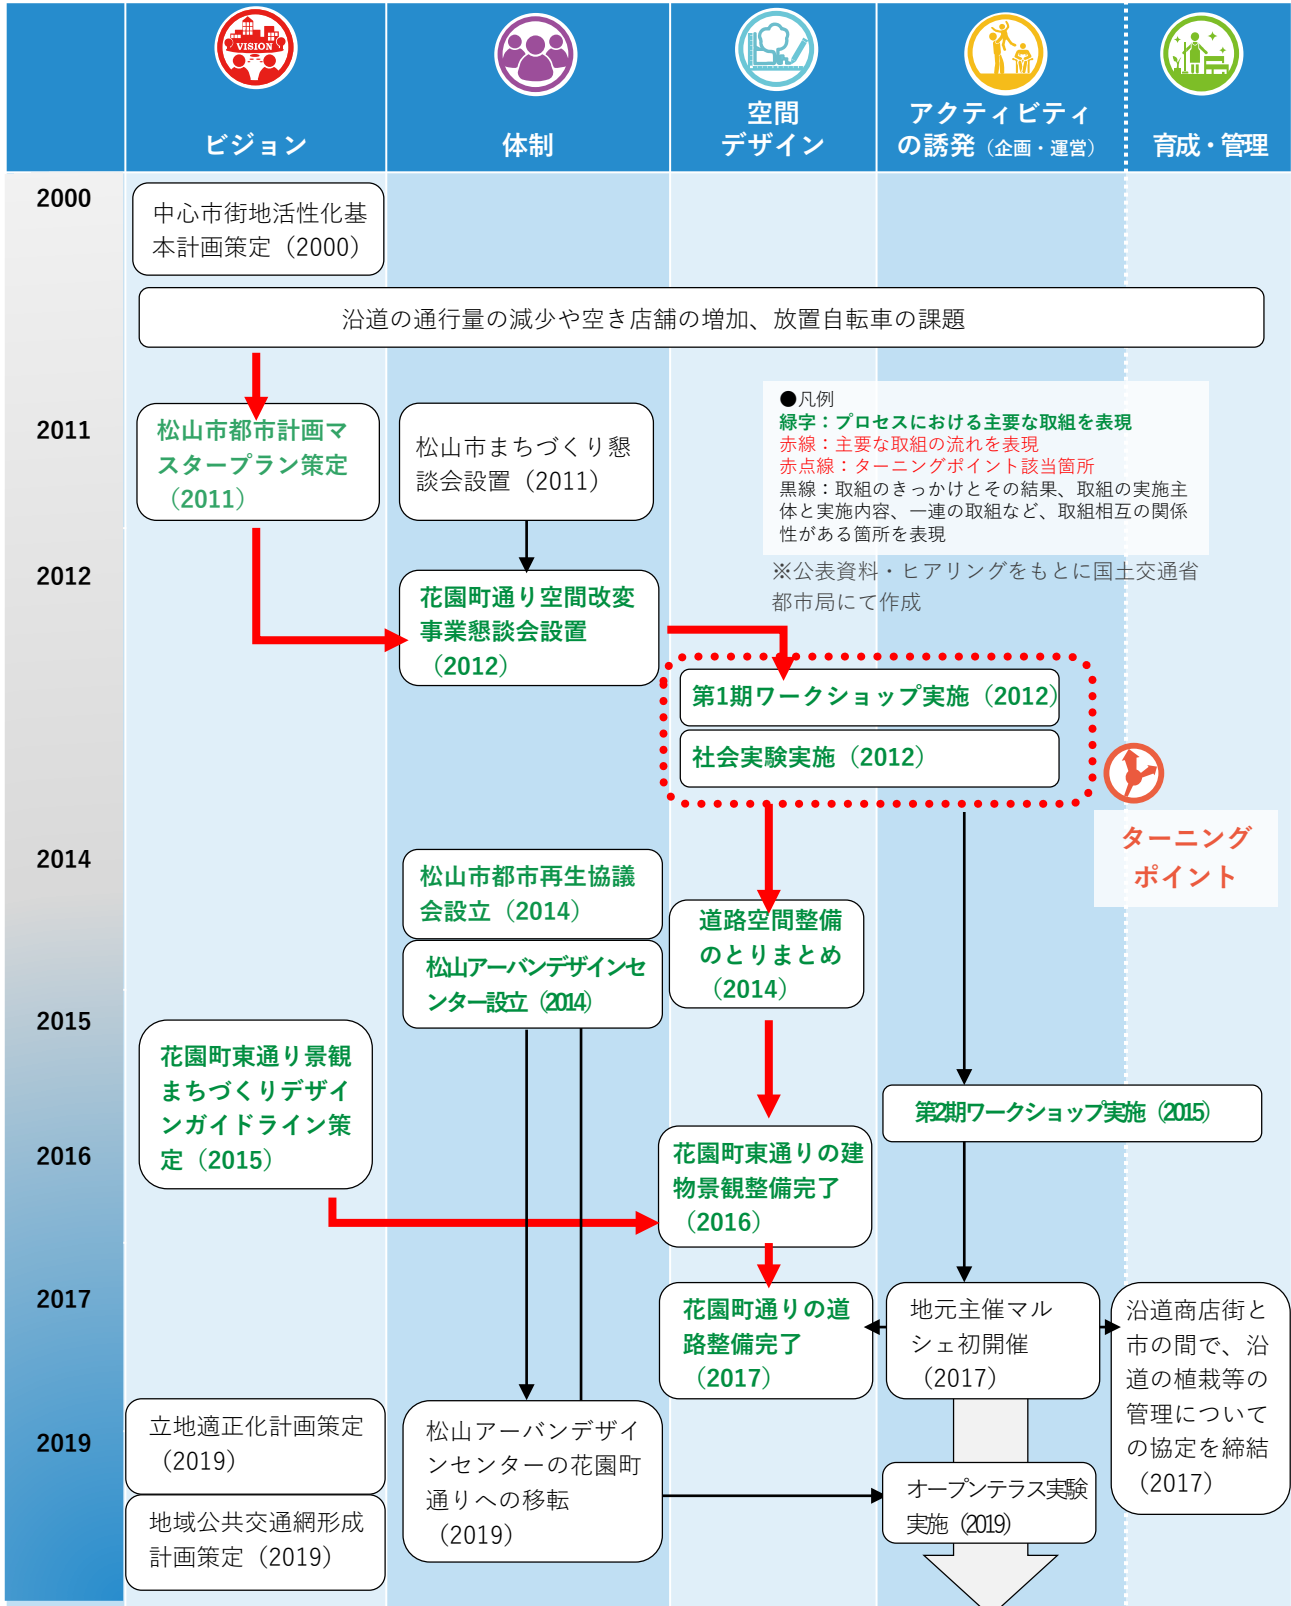 VISION
ビジョン
体制
空間
デザイン
アクティビティ
の誘発（企画・運営）
育成・管理
2000
中心市街地活性化基
本計画策定（2000）
沿道の通行量の減少や空き店舗の増加、放置自転車の課題
●凡例
緑字：プロセスにおける主要な取組を表現
赤線：主要な取組の流れを表現
赤点線：ターニングポイント該当箇所
黒線：取組のきっかけとその結果、取組の実施主
体と実施内容、一連の取組など、取組相互の関係
性がある箇所を表現
※公表資料・ヒアリングをもとに国土交通省
都市局にて作成
2011
松山市都市計画マ
スタープラン策定
（2011）
松山市まちづくり懇
談会設置（2011）
2012
花園町通り空間改変
事業懇談会設置
（2012）
第1期ワークショップ実施（2012）
社会実験実施（2012）
ターニング
ポイント
2014
松山市都市再生協議
会設立（2014）
松山アーバンデザインセ
ンター設立（2014）
道路空間整備
のとりまとめ
（2014）
2015
花園町東通り景観
まちづくりデザイ
ンガイドライン策
定（2015）
第2期ワークショップ実施（2015）
2016
花園町東通りの建
物景観整備完了
（2016）
2017
花園町通りの道
路整備完了
（2017）
地元主催マル
シェ初開催
（2017）
沿道商店街と
市の間で、沿
道の植栽等の
管理について
の協定を締結
（2017）
2019
立地適正化計画策定
（2019）
地域公共交通網形成
計画策定（2019）
松山アーバンデザイ
ンセンターの花園町
通りへの移転
（2019）
オープンテラス実験
実施（2019）